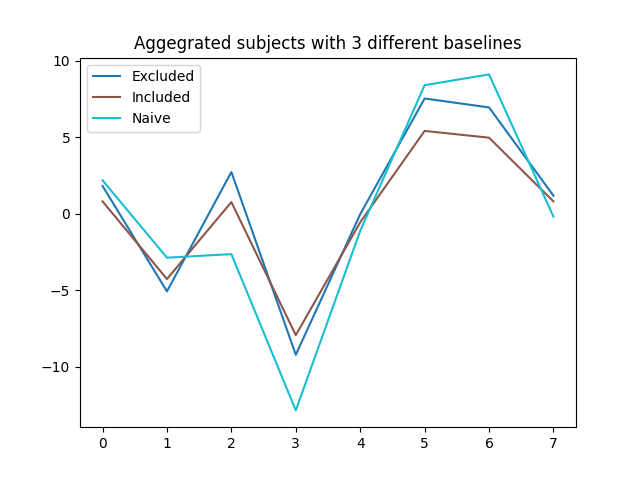 Aggegrated subjects with 3 different baselines
Excluded
Included
Naive
10
5
0
−5
−10
0 1 2 3 4 5 6 7